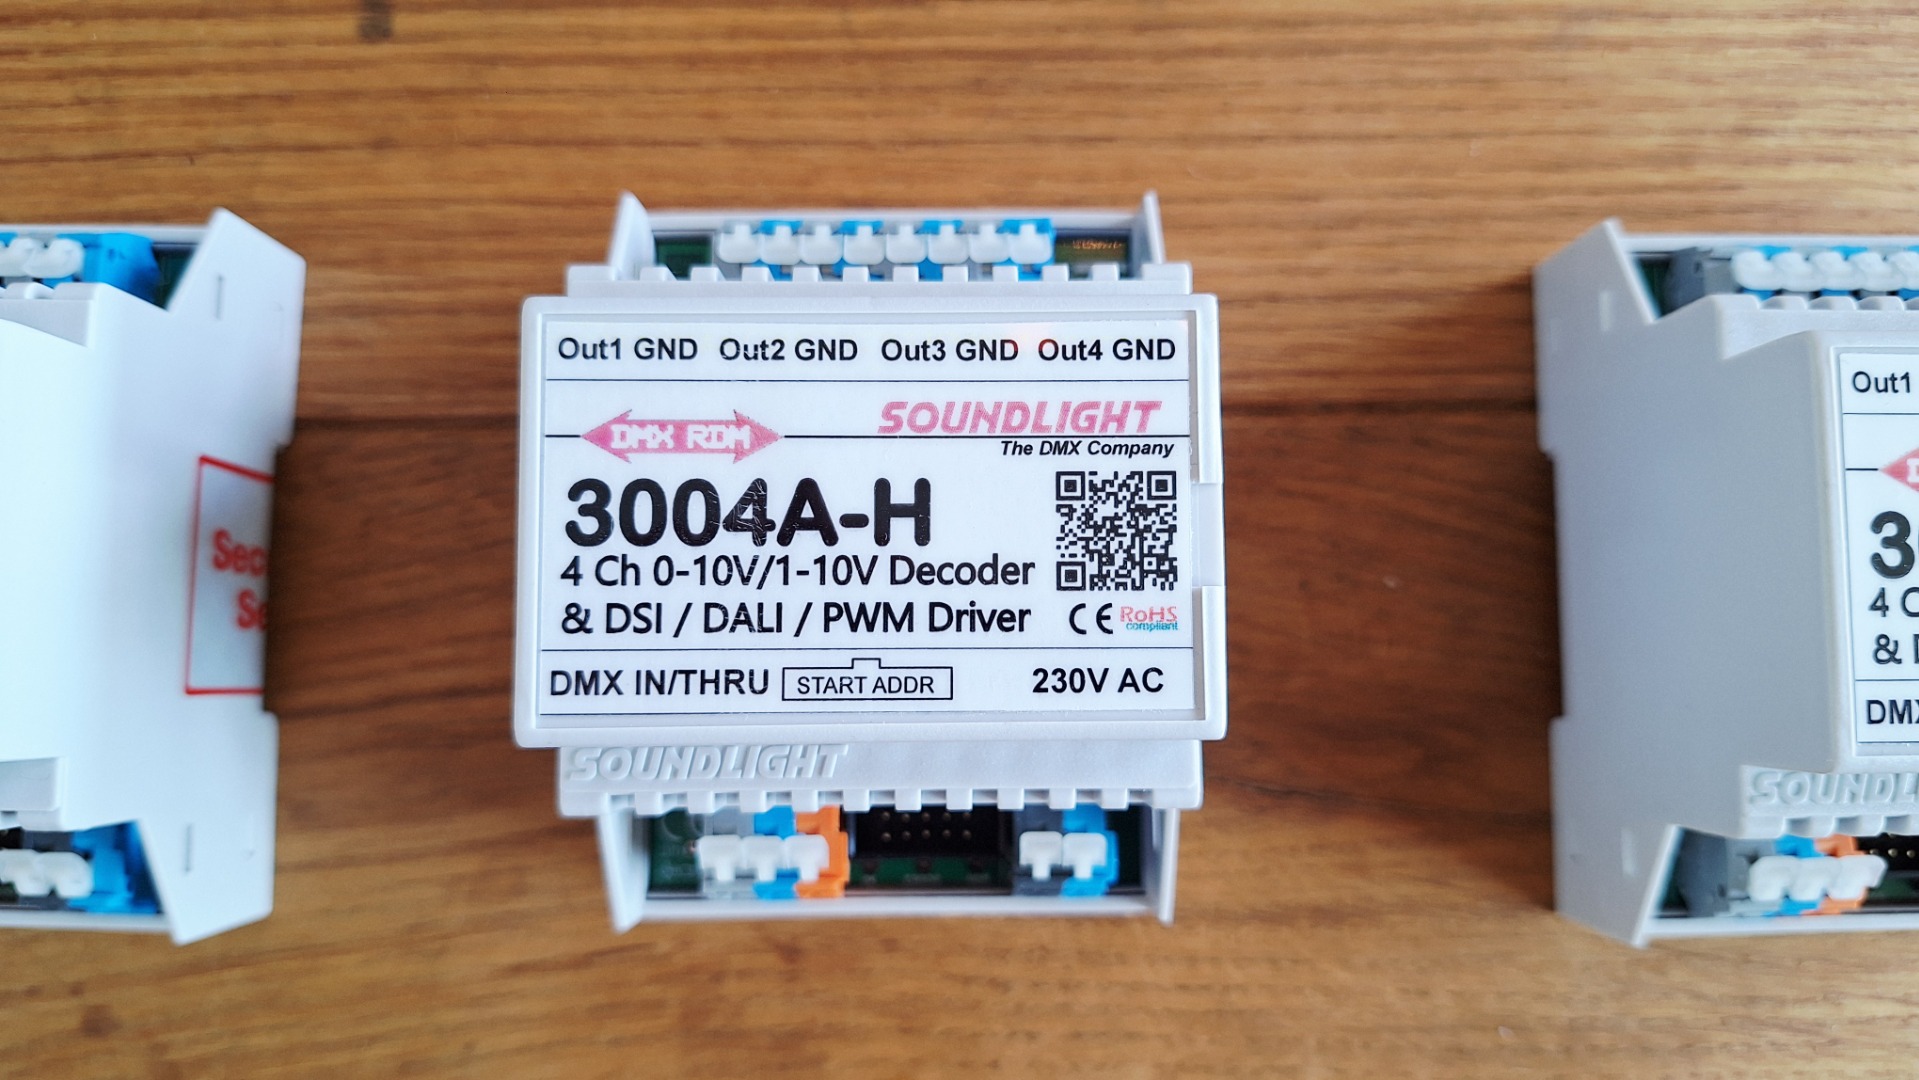 Out1 GND Out2 GND Out3 GND Out4 GND
DMX RDM
SOUNDLIGHT
The DMX Company
3004A-H
4 Ch 0-10V/1-10V Decoder
& DSI / DALI / PWM Driver
CE RoHS
compliant
DMX IN/THRU START ADDR 230V AC
SOUNDLIGHT
Out1
4
&
DMX